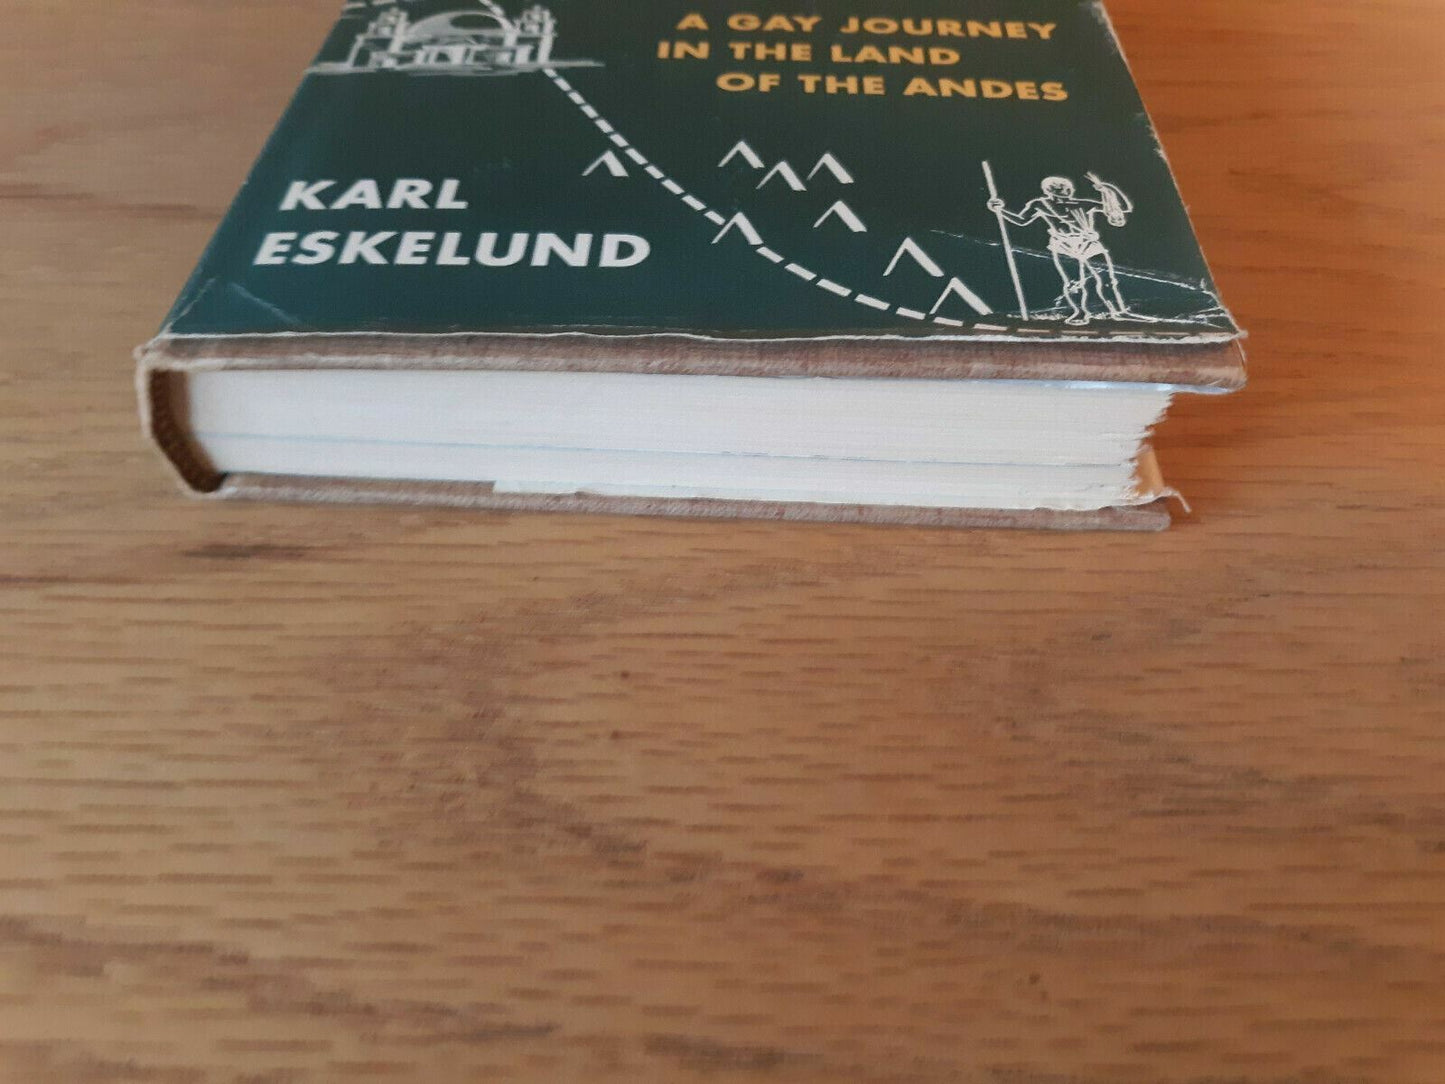 A GAY JOURNEY
IN THE LAND
OF THE ANDES
KARL
ESKELUND